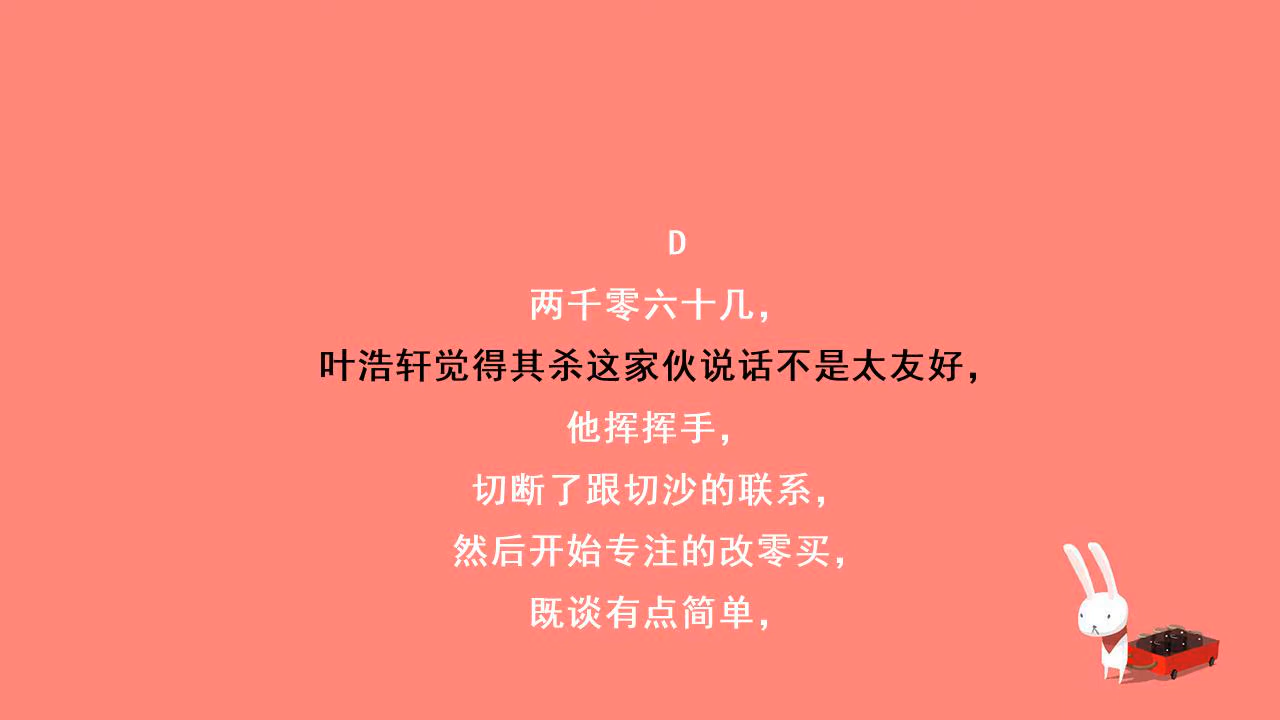 D
两千零六十几，
叶浩轩觉得其杀这家伙说话不是太友好，
他挥挥手，
切断了跟切沙的联系，
然后开始专注的改零买，
既谈有点简单，